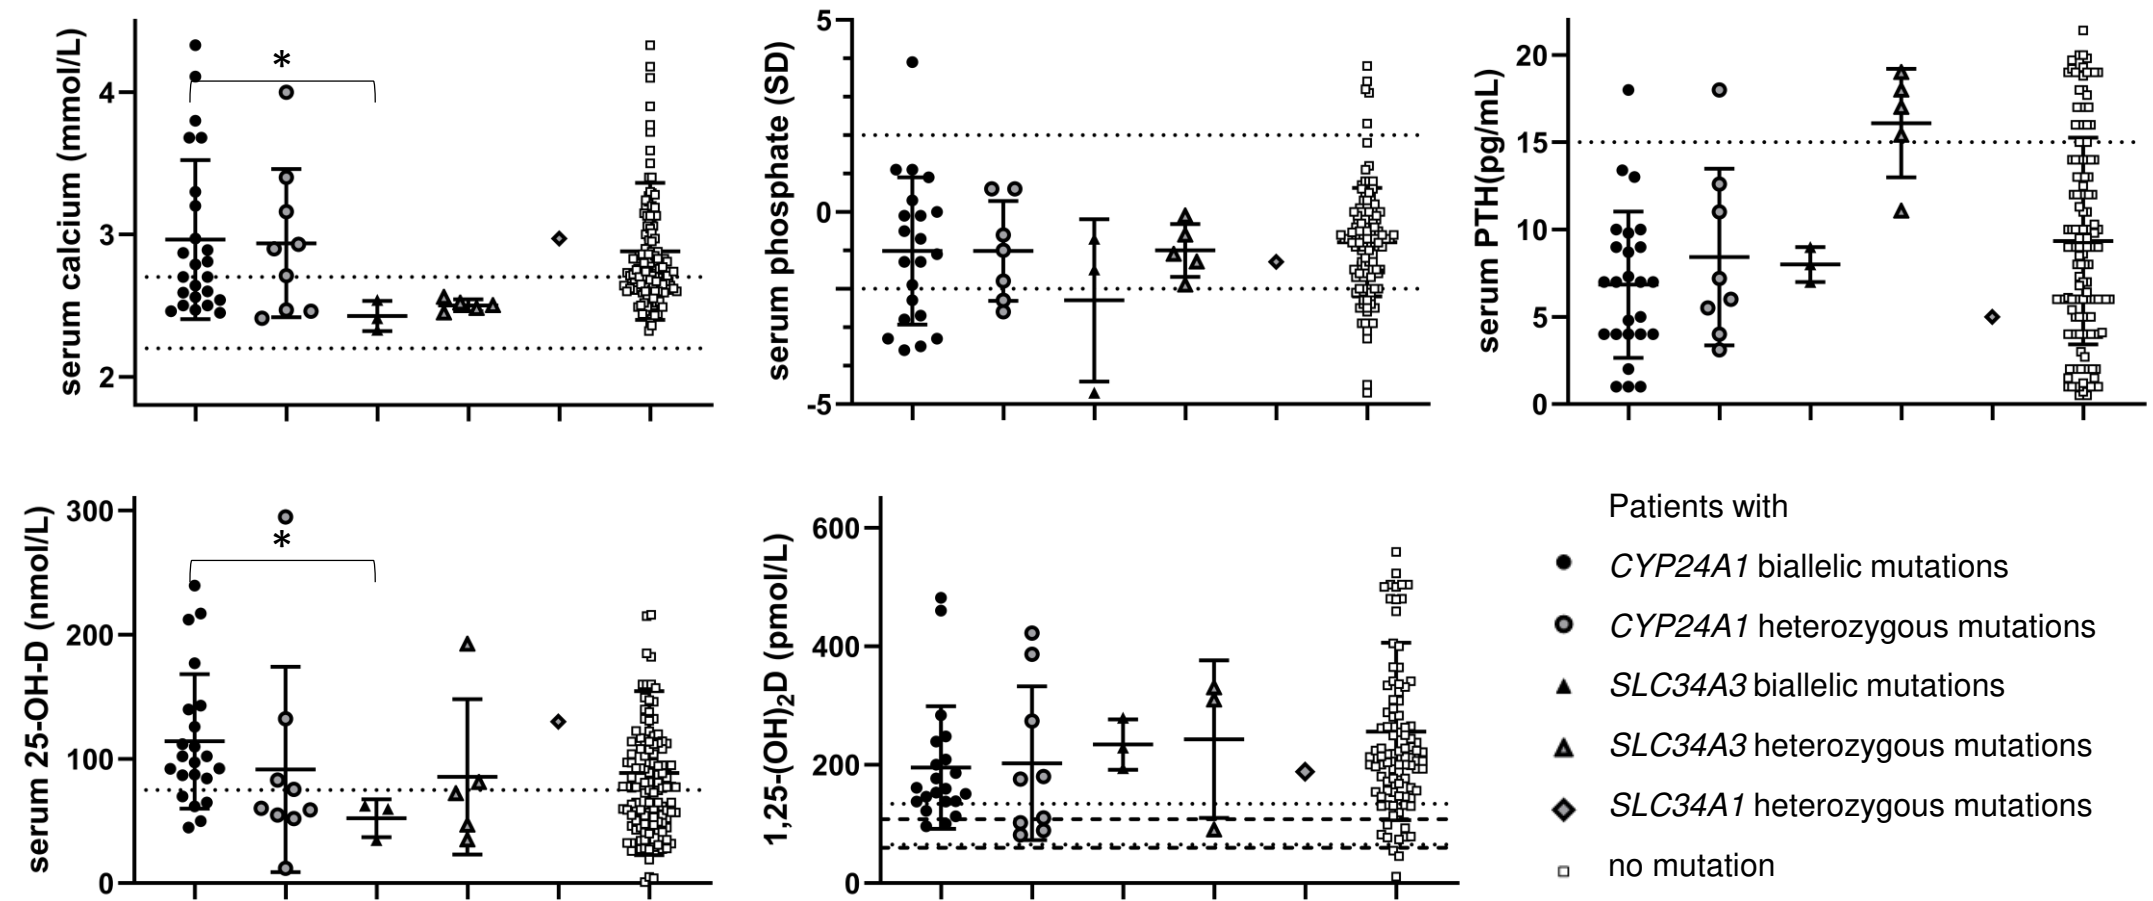 serum calcium (mmol/L)
4
3
2
*
serum phosphate (SD)
5
0
-5
serum PTH(pg/mL)
20
15
10
5
0
serum 25-OH-D (nmol/L)
300
200
100
0
*
1,25-(OH)₂D (pmol/L)
600
400
200
0
Patients with
CYP24A1 biallelic mutations
CYP24A1 heterozygous mutations
SLC34A3 biallelic mutations
SLC34A3 heterozygous mutations
SLC34A1 heterozygous mutations
no mutation